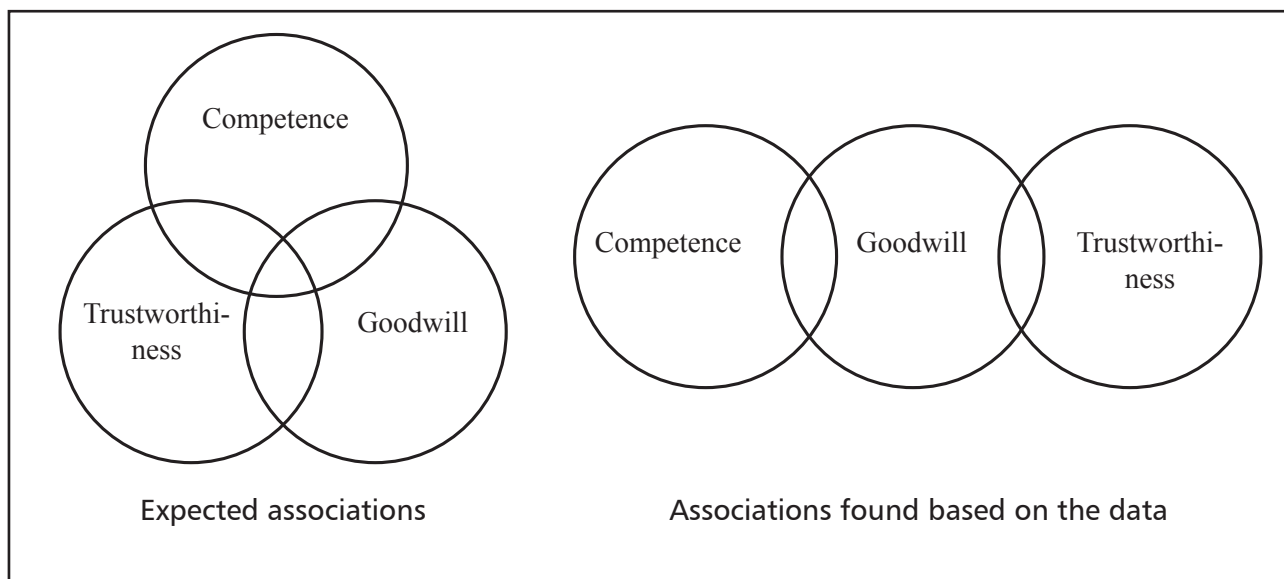 Competence
Trustworthi-
ness
Goodwill
Expected associations
Competence
Goodwill
Trustworthi-
ness
Associations found based on the data